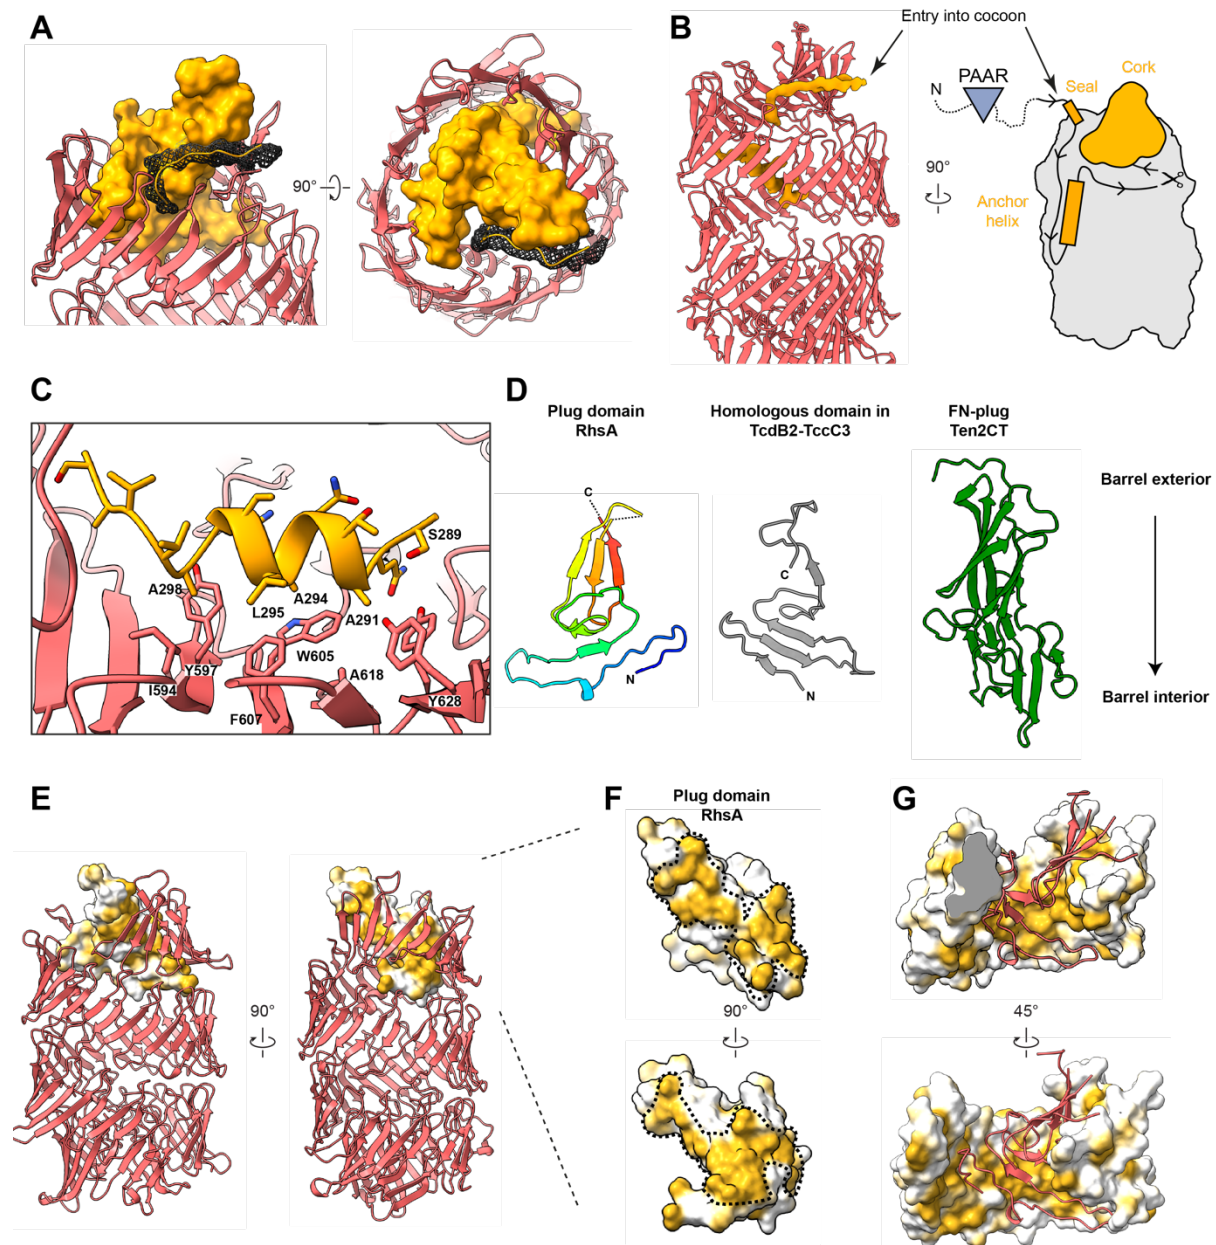 A
90°
B
Entry into cocoon
90°
N
PAAR
Seal
Cork
Anchor
helix
C
S289
A298
L295
A294
A291
W605
Y597
I594
A618
F607
Y628
D
Plug domain
RhsA
C
N
Homologous domain in
TcdB2-TccC3
C
N
FN-plug
Ten2CT
Barrel exterior
Barrel interior
E
90°
F
Plug domain
RhsA
90°
G
45°